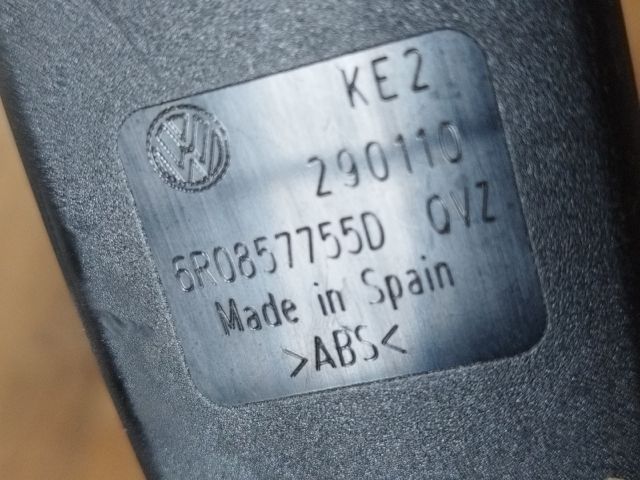 KE2
290110
6R0857755D QVZ
Made in Spain
>ABS<